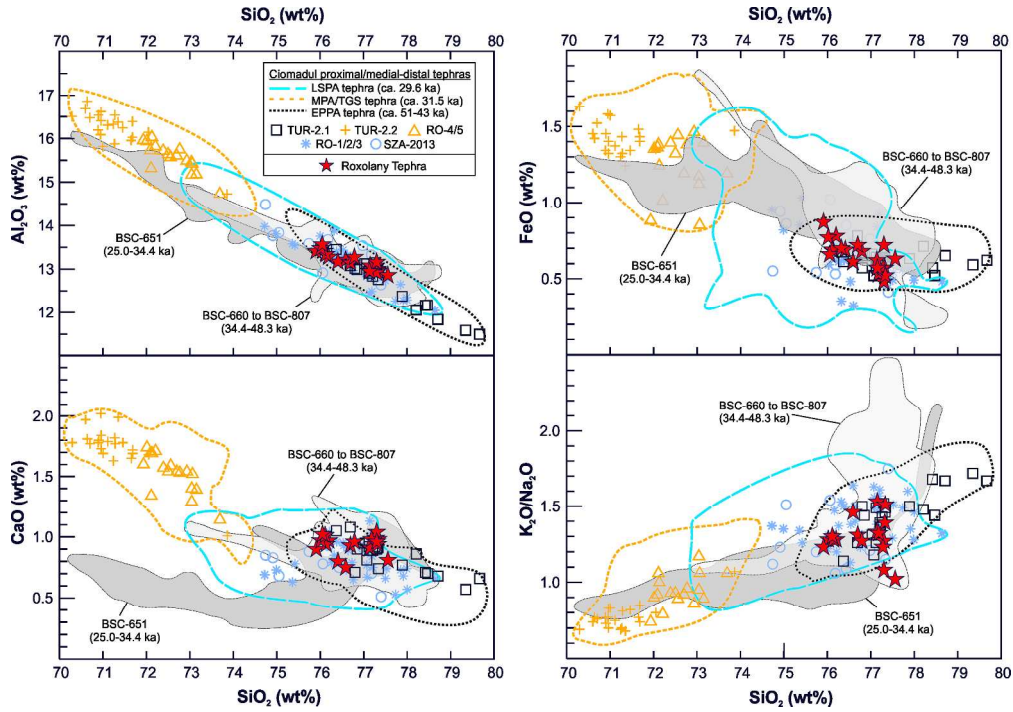 SiO2 (wt%)
70 71 72 73 74 75 76 77 78 79 80
Al2O3 (wt%)
17
16
15
14
13
12
Ciomadul proximal/medial-distal tephras
LSPA tephra (ca. 29.6 ka)
MPA/TGS tephra (ca. 31.5 ka)
EPPA tephra (ca. 51-43 ka)
TUR-2.1 TUR-2.2 RO-4/5
RO-1/2/3 SZA-2013
Roxolany Tephra
BSC-651
(25.0-34.4 ka)
BSC-660 to BSC-807
(34.4-48.3 ka)
SiO2 (wt%)
70 71 72 73 74 75 76 77 78 79 80
FeO (wt%)
1.5
1.0
0.5
BSC-660 to BSC-807
(34.4-48.3 ka)
BSC-651
(25.0-34.4 ka)
CaO (wt%)
2.0
1.5
1.0
0.5
BSC-660 to BSC-807
(34.4-48.3 ka)
BSC-651
(25.0-34.4 ka)
70 71 72 73 74 75 76 77 78 79 80
SiO2 (wt%)
K2O/Na2O
2.0
1.5
1.0
BSC-660 to BSC-807
(34.4-48.3 ka)
BSC-651
(25.0-34.4 ka)
70 71 72 73 74 75 76 77 78 79 80
SiO2 (wt%)